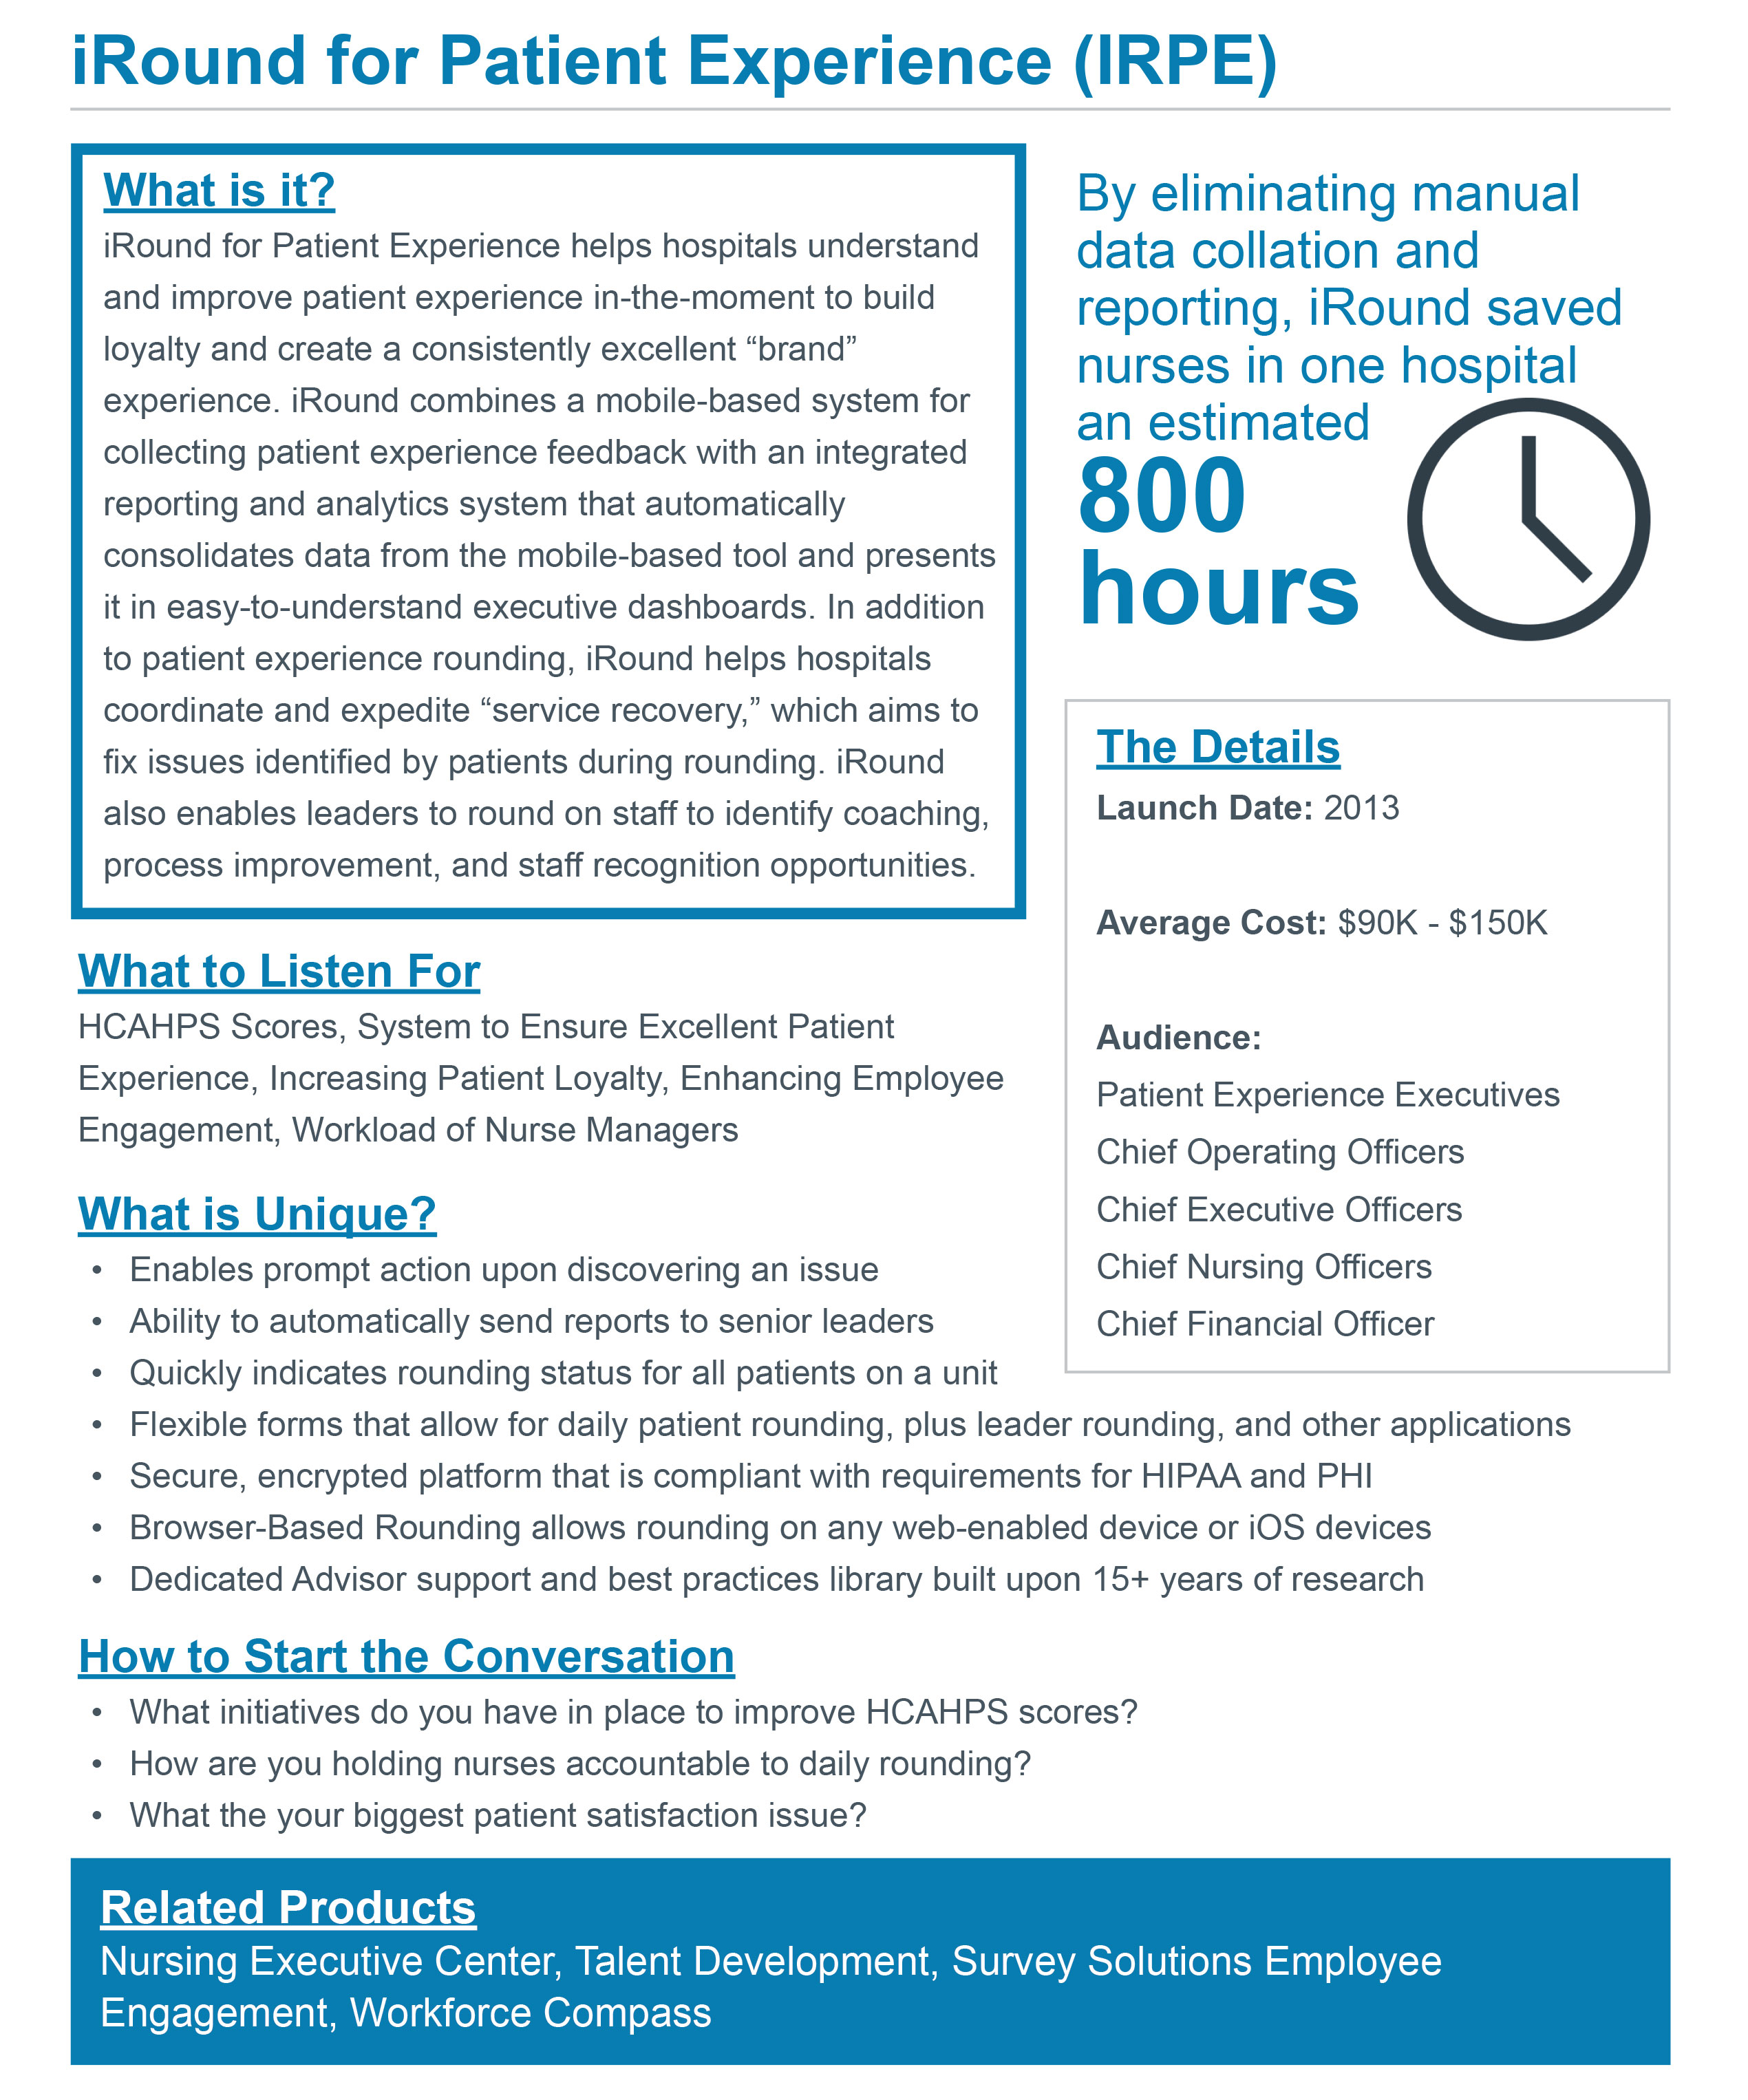 iRound for Patient Experience (IRPE)
What is it?
iRound for Patient Experience helps hospitals understand
and improve patient experience in-the-moment to build
loyalty and create a consistently excellent “brand”
experience. iRound combines a mobile-based system for
collecting patient experience feedback with an integrated
reporting and analytics system that automatically
consolidates data from the mobile-based tool and presents
it in easy-to-understand executive dashboards. In addition
to patient experience rounding, iRound helps hospitals
coordinate and expedite “service recovery,” which aims to
fix issues identified by patients during rounding. iRound
also enables leaders to round on staff to identify coaching,
process improvement, and staff recognition opportunities.
By eliminating manual
data collation and
reporting, iRound saved
nurses in one hospital
an estimated
800
hours
The Details
Launch Date: 2013
Average Cost: $90K - $150K
Audience:
Patient Experience Executives
Chief Operating Officers
Chief Executive Officers
Chief Nursing Officers
Chief Financial Officer
What to Listen For
HCAHPS Scores, System to Ensure Excellent Patient
Experience, Increasing Patient Loyalty, Enhancing Employee
Engagement, Workload of Nurse Managers
What is Unique?
• Enables prompt action upon discovering an issue
• Ability to automatically send reports to senior leaders
• Quickly indicates rounding status for all patients on a unit
• Flexible forms that allow for daily patient rounding, plus leader rounding, and other applications
• Secure, encrypted platform that is compliant with requirements for HIPAA and PHI
• Browser-Based Rounding allows rounding on any web-enabled device or iOS devices
• Dedicated Advisor support and best practices library built upon 15+ years of research
How to Start the Conversation
• What initiatives do you have in place to improve HCAHPS scores?
• How are you holding nurses accountable to daily rounding?
• What the your biggest patient satisfaction issue?
Related Products
Nursing Executive Center, Talent Development, Survey Solutions Employee
Engagement, Workforce Compass